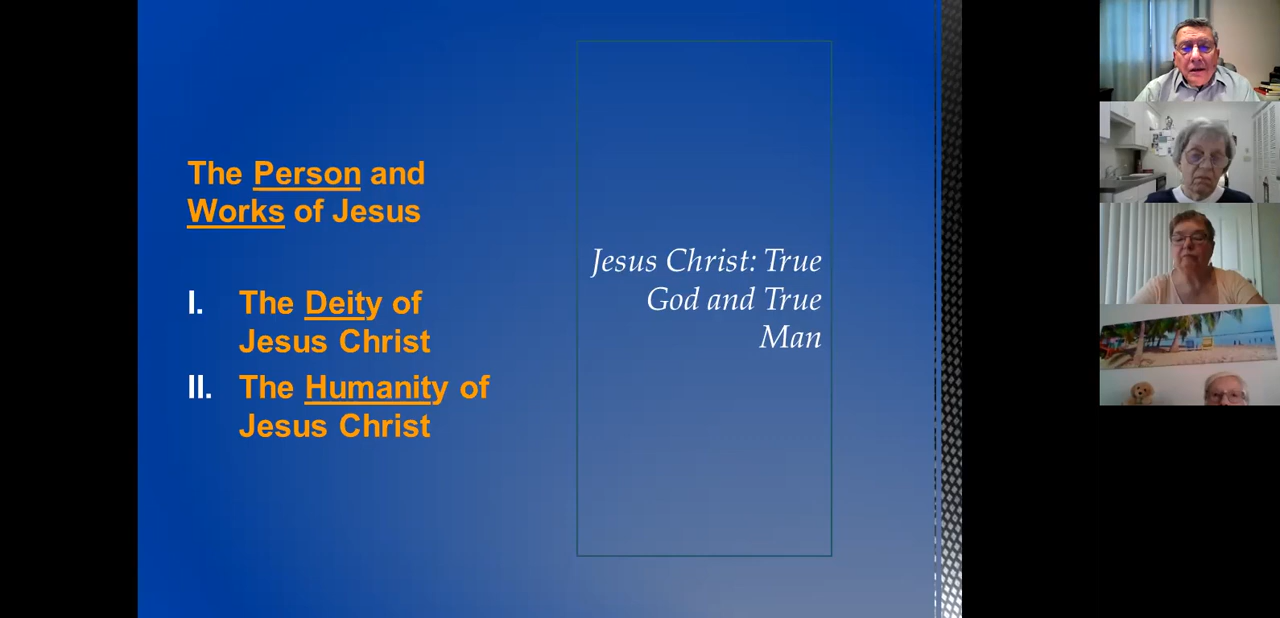 The Person and
Works of Jesus
I. The Deity of
Jesus Christ
II. The Humanity of
Jesus Christ
Jesus Christ: True
God and True
Man